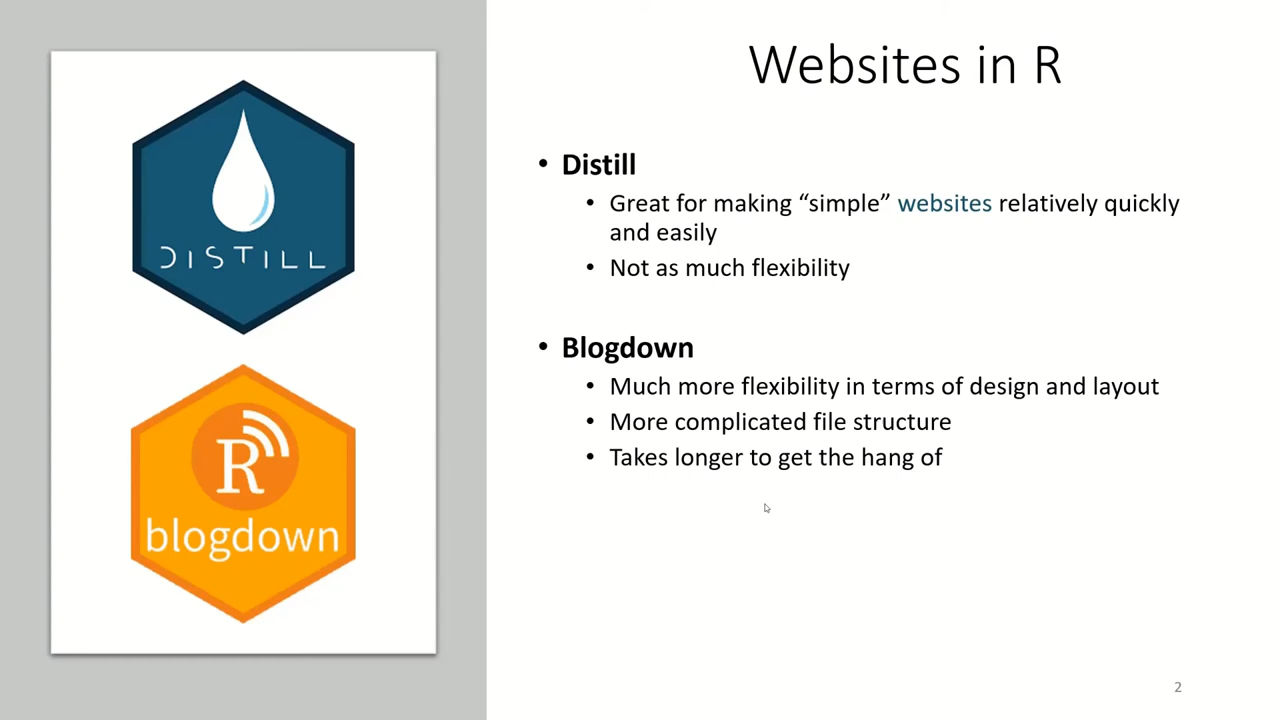 Websites in R
DISTILL
R
blogdown
• Distill
• Great for making “simple” websites relatively quickly
and easily
• Not as much flexibility
• Blogdown
• Much more flexibility in terms of design and layout
• More complicated file structure
• Takes longer to get the hang of
2